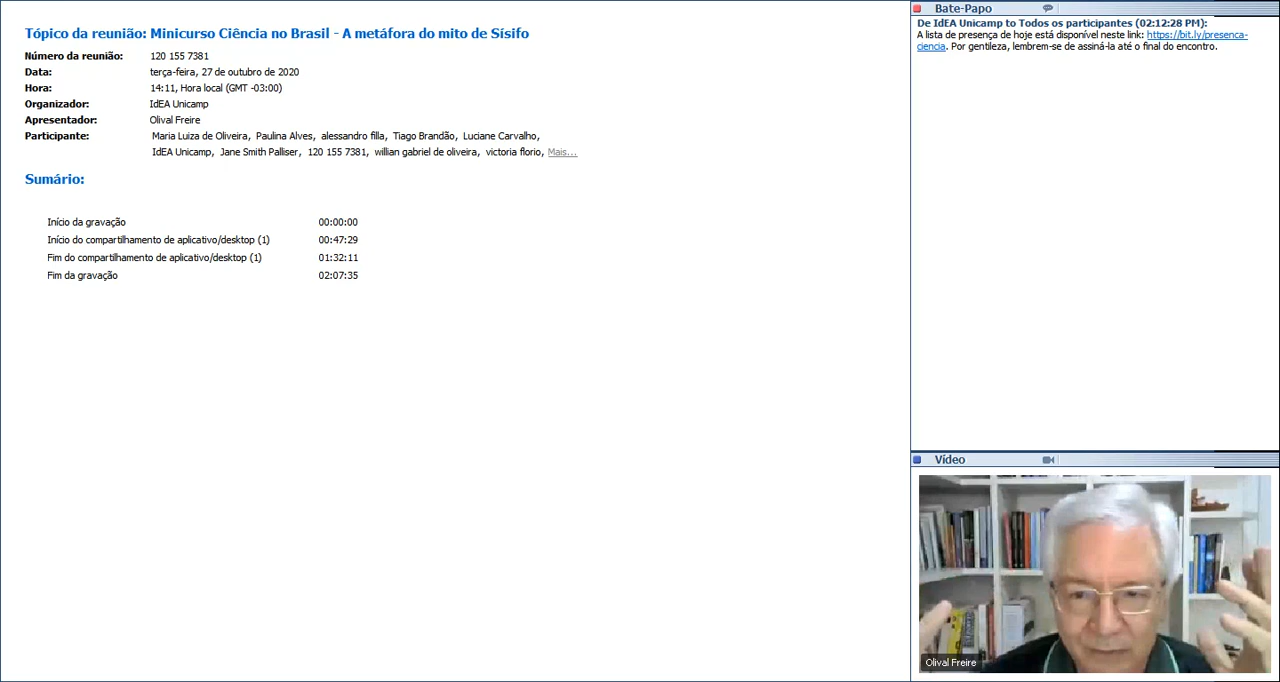 Tópico da reunião: Minicurso Ciência no Brasil - A metáfora do mito de Sísifo
Número da reunião: 120 155 7381
Data: terça-feira, 27 de outubro de 2020
Hora: 14:11, Hora local (GMT -03:00)
Organizador: IdEA Unicamp
Apresentador: Olival Freire
Participante: Maria Luiza de Oliveira, Paulina Alves, alessandro filla, Tiago Brandão, Luciane Carvalho,
IdEA Unicamp, Jane Smith Palliser, 120 155 7381, willian gabriel de oliveira, victoria florio, Mais...
Sumário:
Início da gravação 00:00:00
Início do compartilhamento de aplicativo/desktop (1) 00:47:29
Fim do compartilhamento de aplicativo/desktop (1) 01:32:11
Fim da gravação 02:07:35
Bate-Papo
De IdEA Unicamp to Todos os participantes (02:12:28 PM):
A lista de presença de hoje está disponível neste link: https://bit.ly/presenca-
ciencia. Por gentileza, lembrem-se de assiná-la até o final do encontro.
Vídeo
Olival Freire